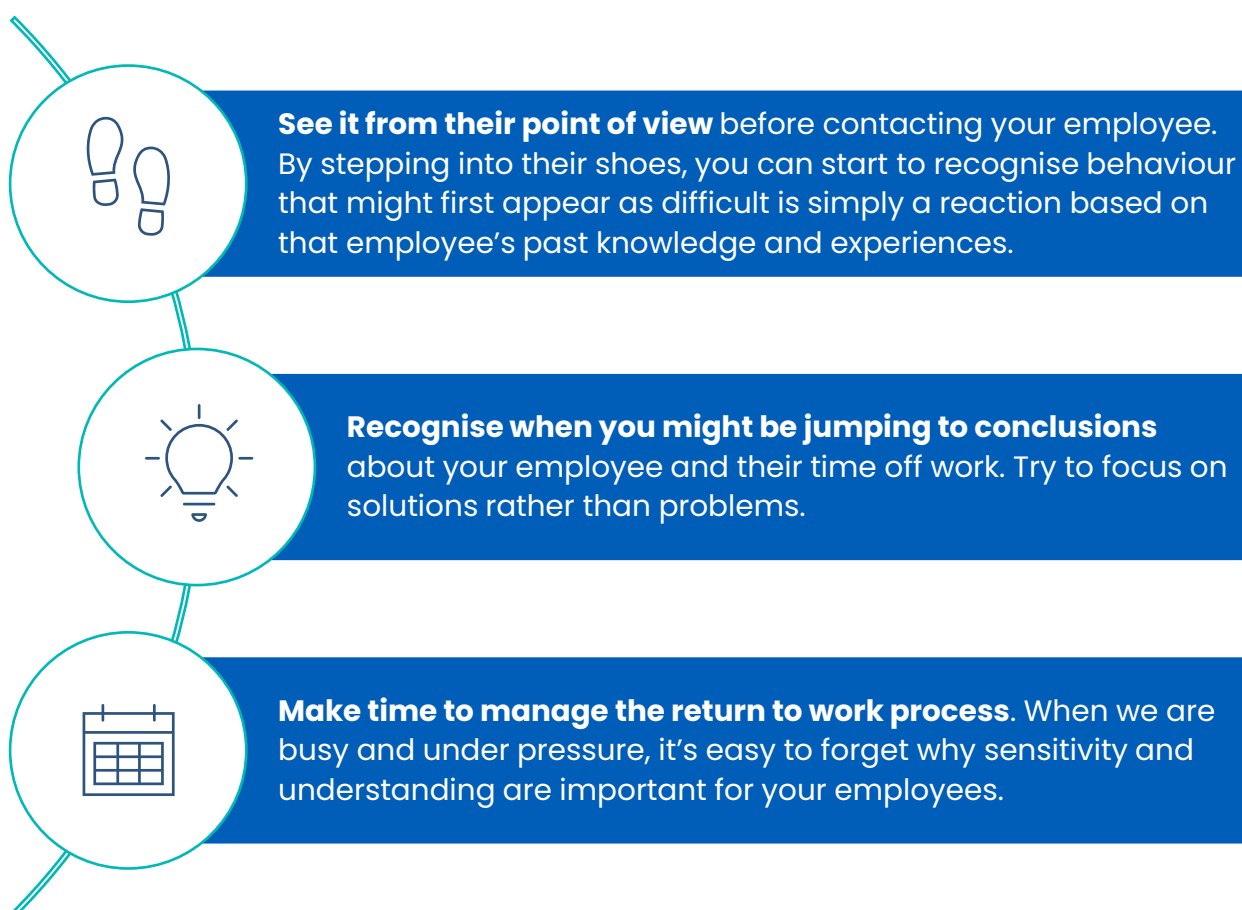 See it from their point of view before contacting your employee.
By stepping into their shoes, you can start to recognise behaviour
that might first appear as difficult is simply a reaction based on
that employee’s past knowledge and experiences.
Recognise when you might be jumping to conclusions
about your employee and their time off work. Try to focus on
solutions rather than problems.
Make time to manage the return to work process. When we are
busy and under pressure, it’s easy to forget why sensitivity and
understanding are important for your employees.